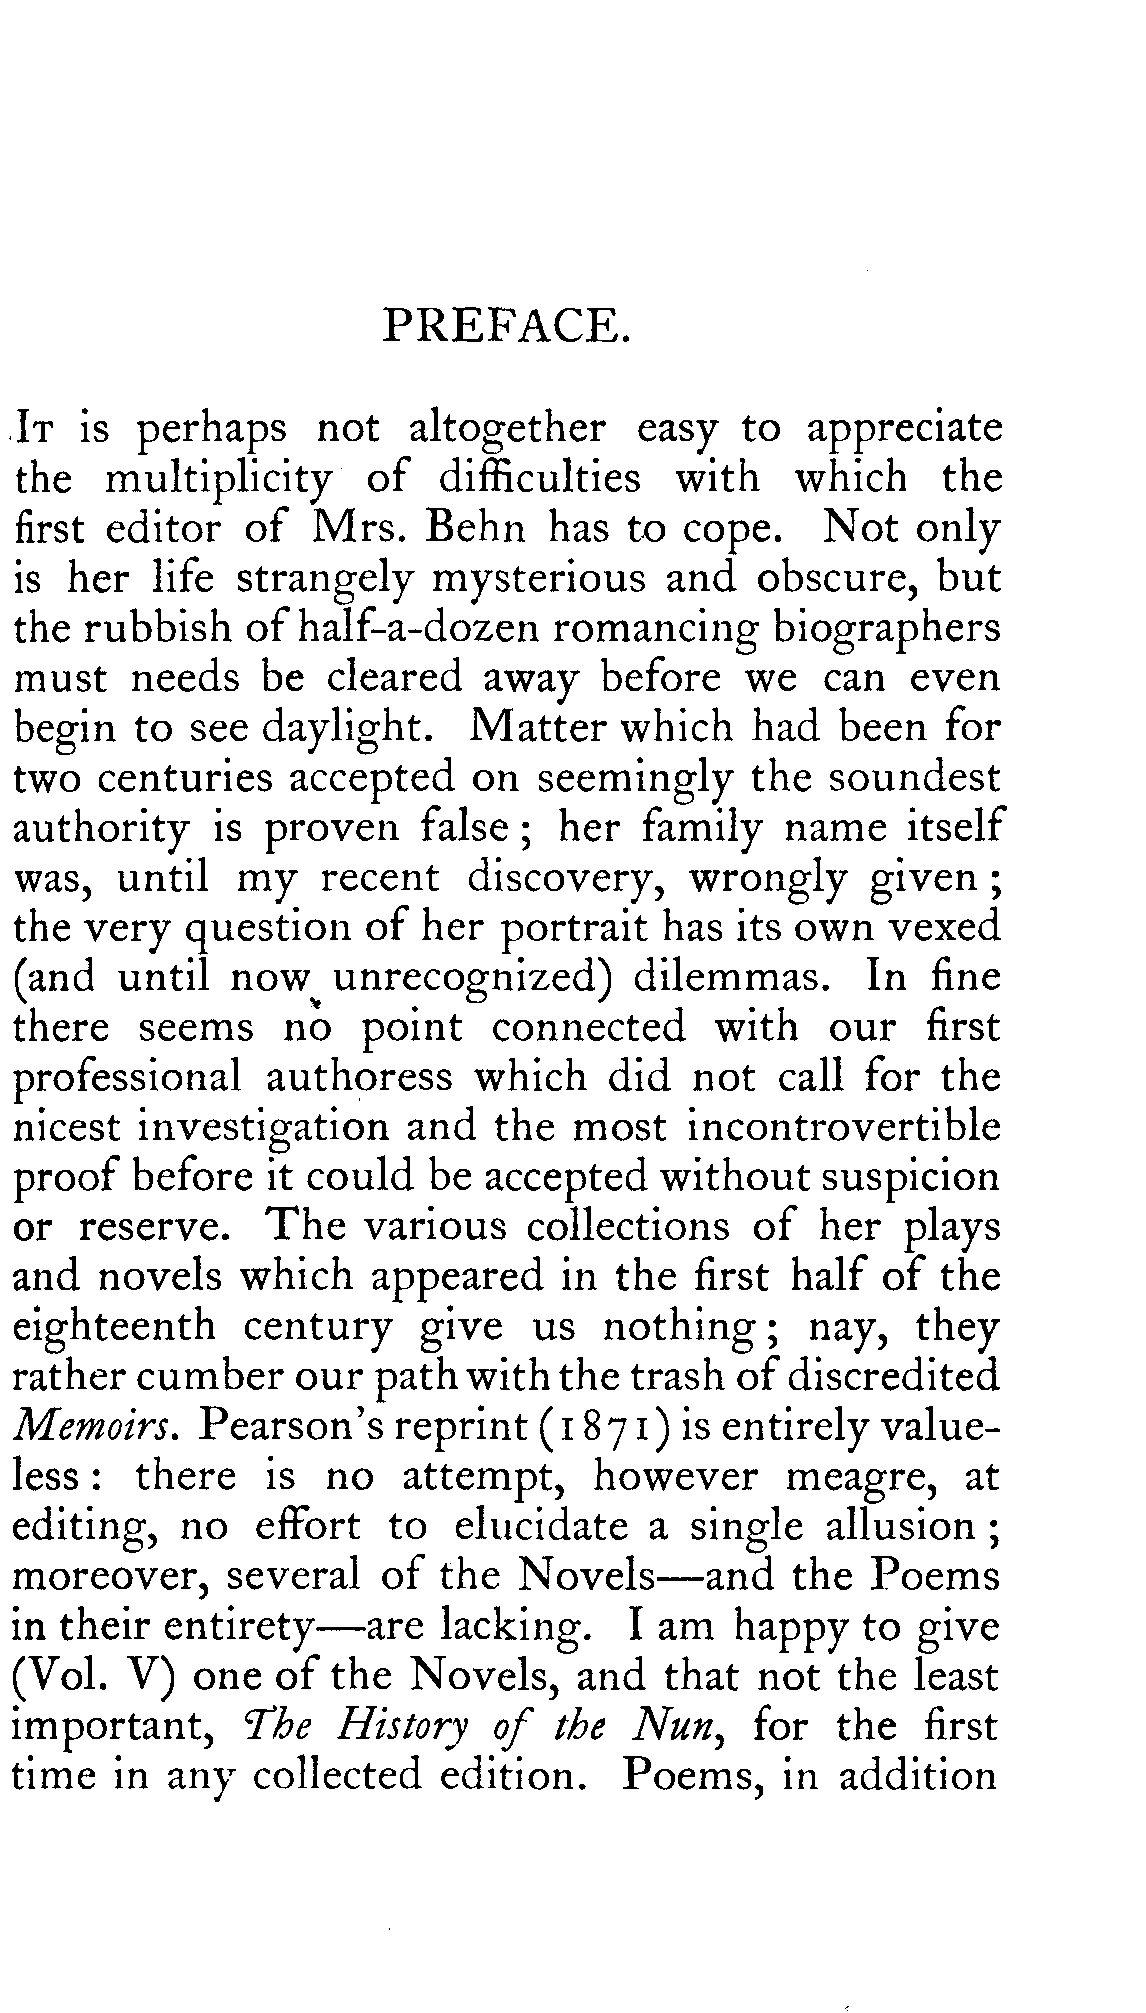 PREFACE.
IT is perhaps not altogether easy to appreciate
the multiplicity of difficulties with which the
first editor of Mrs. Behn has to cope. Not only
is her life strangely mysterious and obscure, but
the rubbish of half-a-dozen romancing biographers
must needs be cleared away before we can even
begin to see daylight. Matter which had been for
two centuries accepted on seemingly the soundest
authority is proven false; her family name itself
was, until my recent discovery, wrongly given;
the very question of her portrait has its own vexed
(and until now unrecognized) dilemmas. In fine
there seems no point connected with our first
professional authoress which did not call for the
nicest investigation and the most incontrovertible
proof before it could be accepted without suspicion
or reserve. The various collections of her plays
and novels which appeared in the first half of the
eighteenth century give us nothing; nay, they
rather cumber our path with the trash of discredited
Memoirs. Pearson's reprint (1871) is entirely value-
less: there is no attempt, however meagre, at
editing, no effort to elucidate a single allusion;
moreover, several of the Novels—and the Poems
in their entirety—are lacking. I am happy to give
(Vol. V) one of the Novels, and that not the least
important, The History of the Nun, for the first
time in any collected edition. Poems, in addition